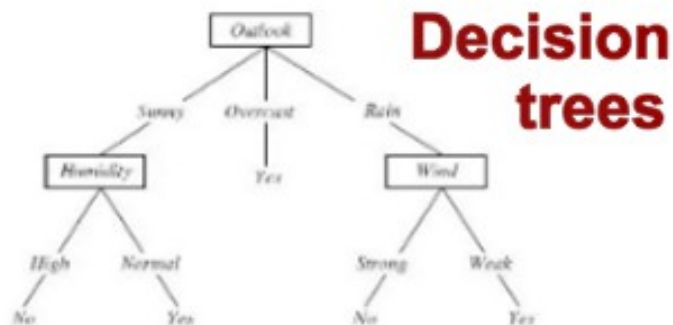 Outlook
Decision
trees
Sunny Overcast Rain
Humidity Yes Wind
High Normal Strong Weak
No Yes No Yes